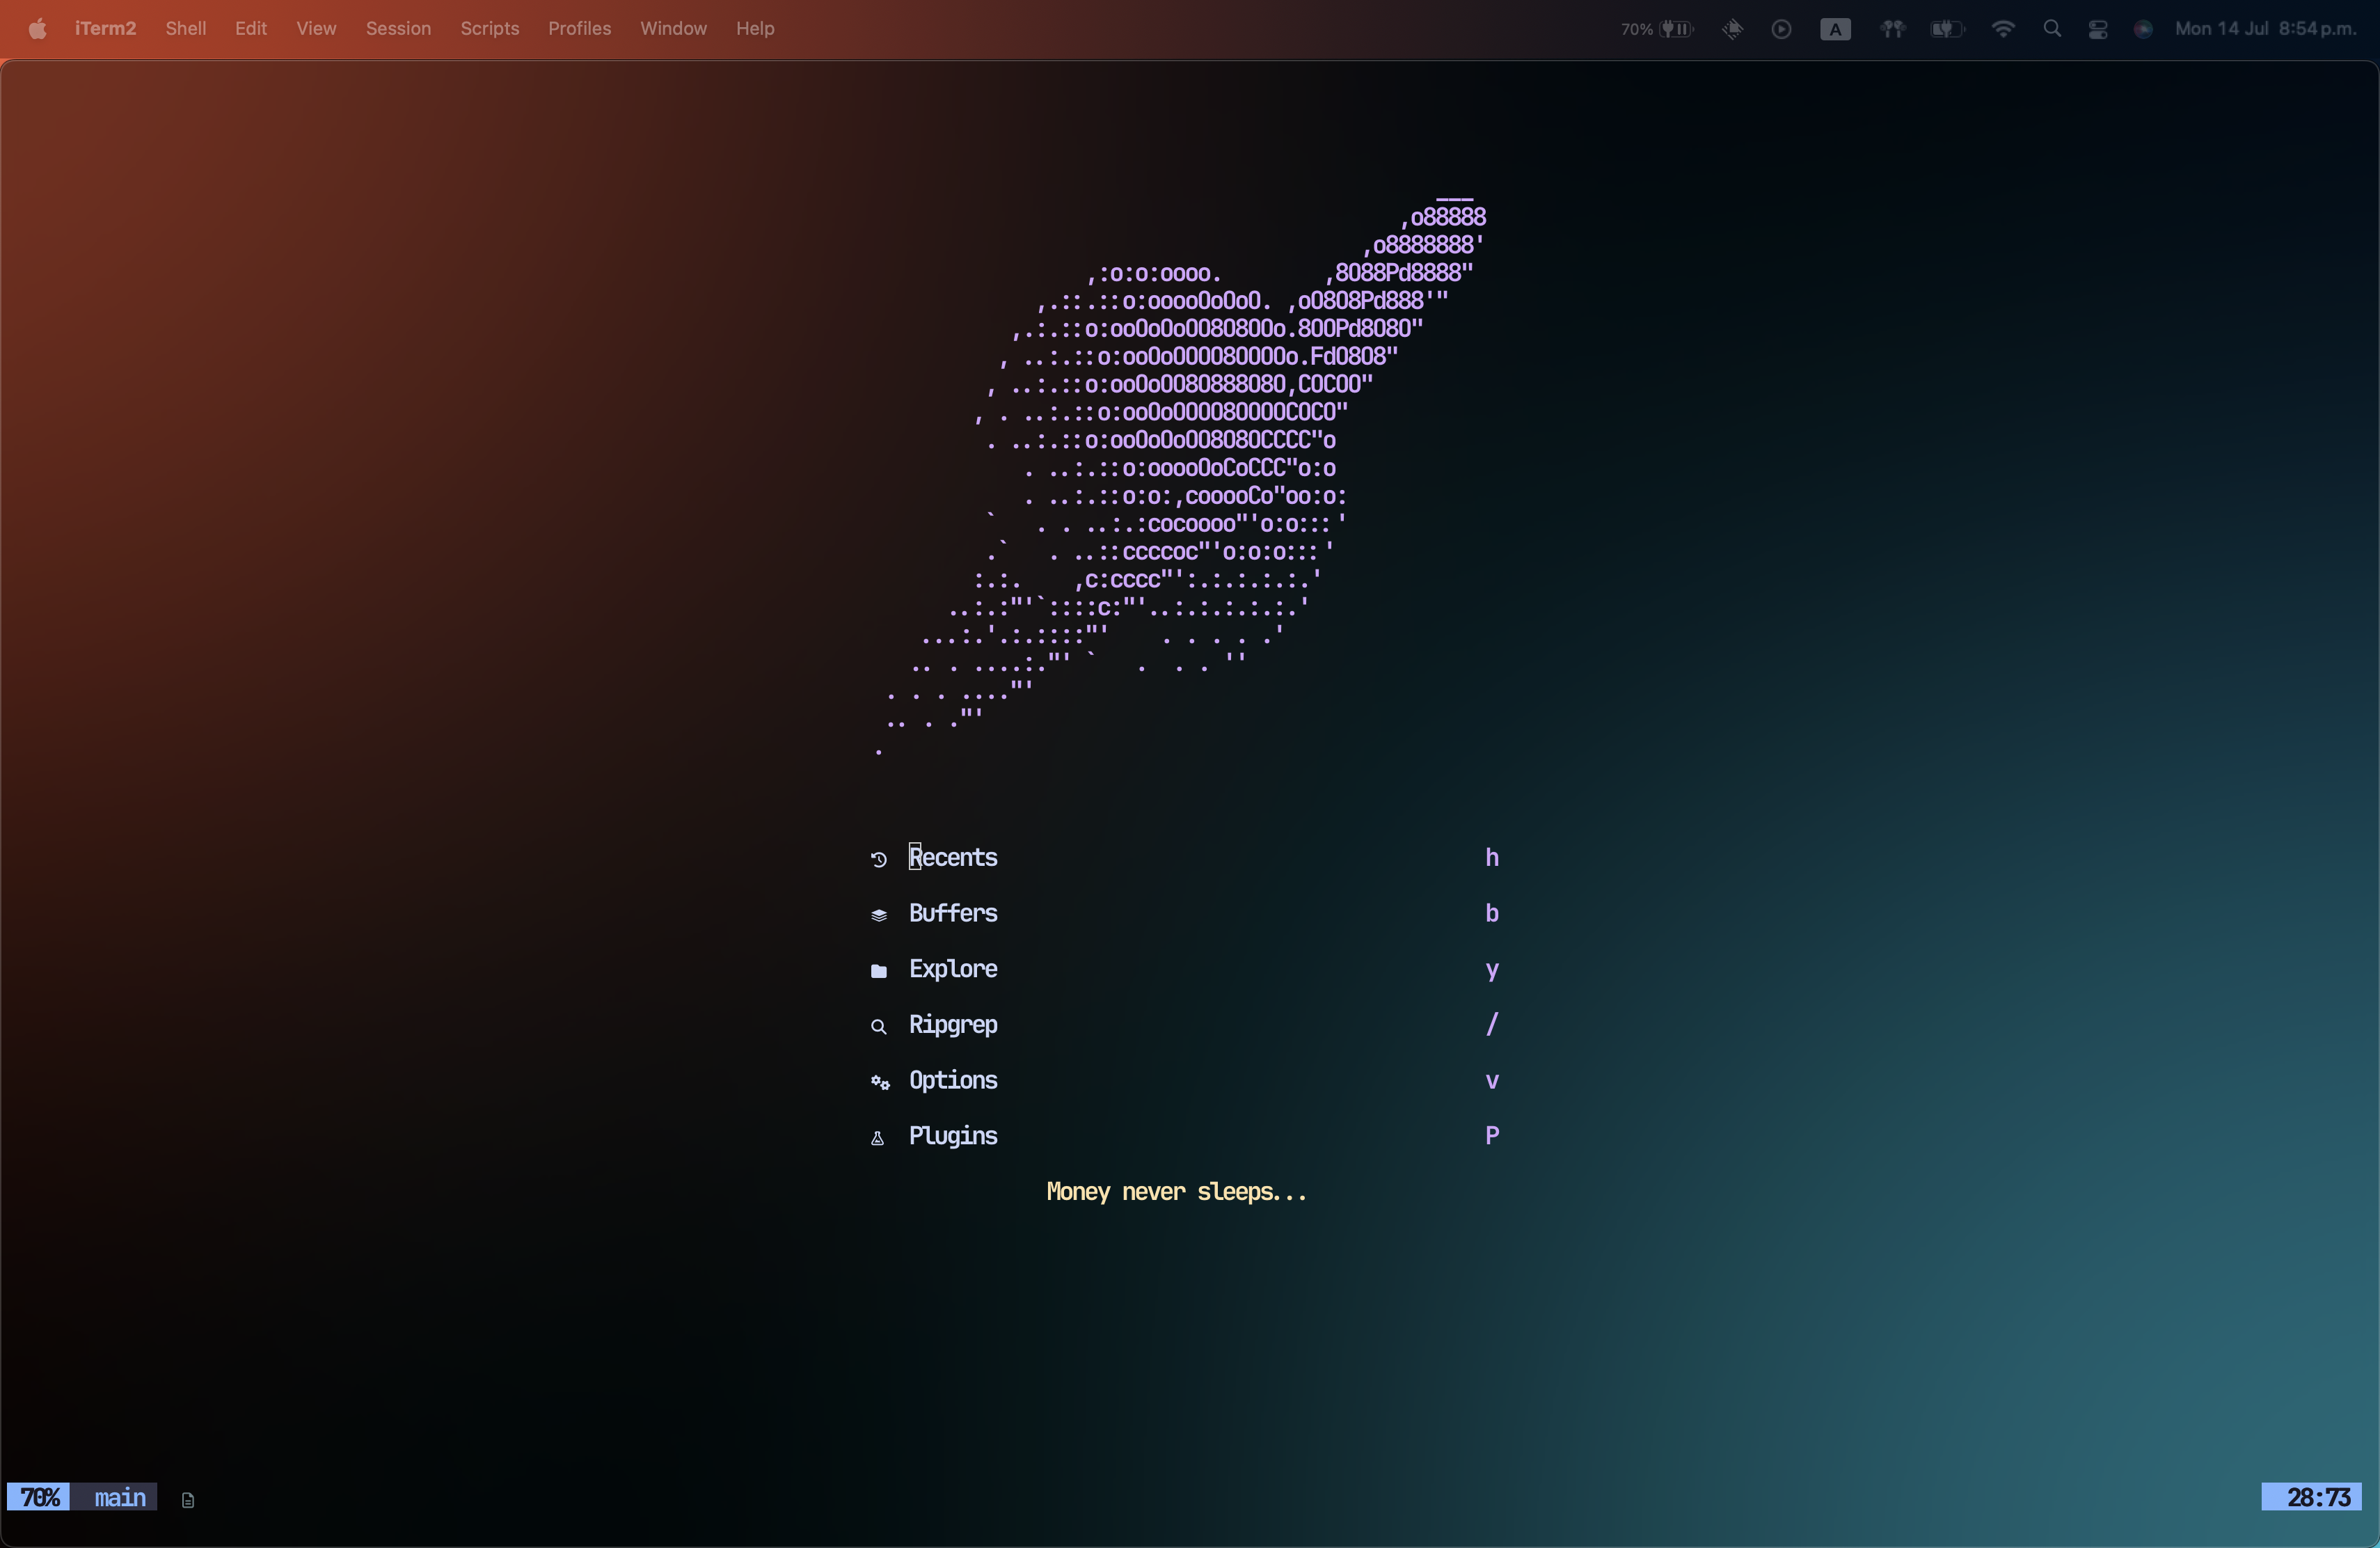 iTerm2 Shell Edit View Session Scripts Profiles Window Help 70% A Mon 14 Jul 8:54 p.m.
___
,o88888
,o8888888'
,:o:o:oooo. ,8O88Pd8888"
,.::.::o:ooooOoOoO. ,oO8O8Pd888'"
,.:.::o:ooOoOoOO8O8OOo.8OOPd8O8O"
, ..:.::o:ooOoOOOO8OOOOo.FdO8O8"
, ..:.::o:ooOoOO8O888O8O,COCOO"
, . ..:.::o:ooOoOOOO8OOOOCOCO"
. ..:.::o:ooOoOoOO8O8OCCCC"o
. ..:.::o:ooooOoCoCCC"o:o
. ..:.::o:o:,cooooCo"oo:o:
` . . ..:.:cocoooo"'o:o:::'
.` . ..::ccccoc"'o:o:o:::'
:.:. ,c:cccc"':.:.:.:.:.'
..:.:"'`::::c:"'..:.:.:.:.:.'
...:.'.:.::::"' . . . . .'
.. . ....:."' ` . . . ''
. . . ...."'
.. . ."'
.
Recents h
Buffers b
Explore y
Ripgrep /
Options v
Plugins P
Money never sleeps...
70% main 28:73